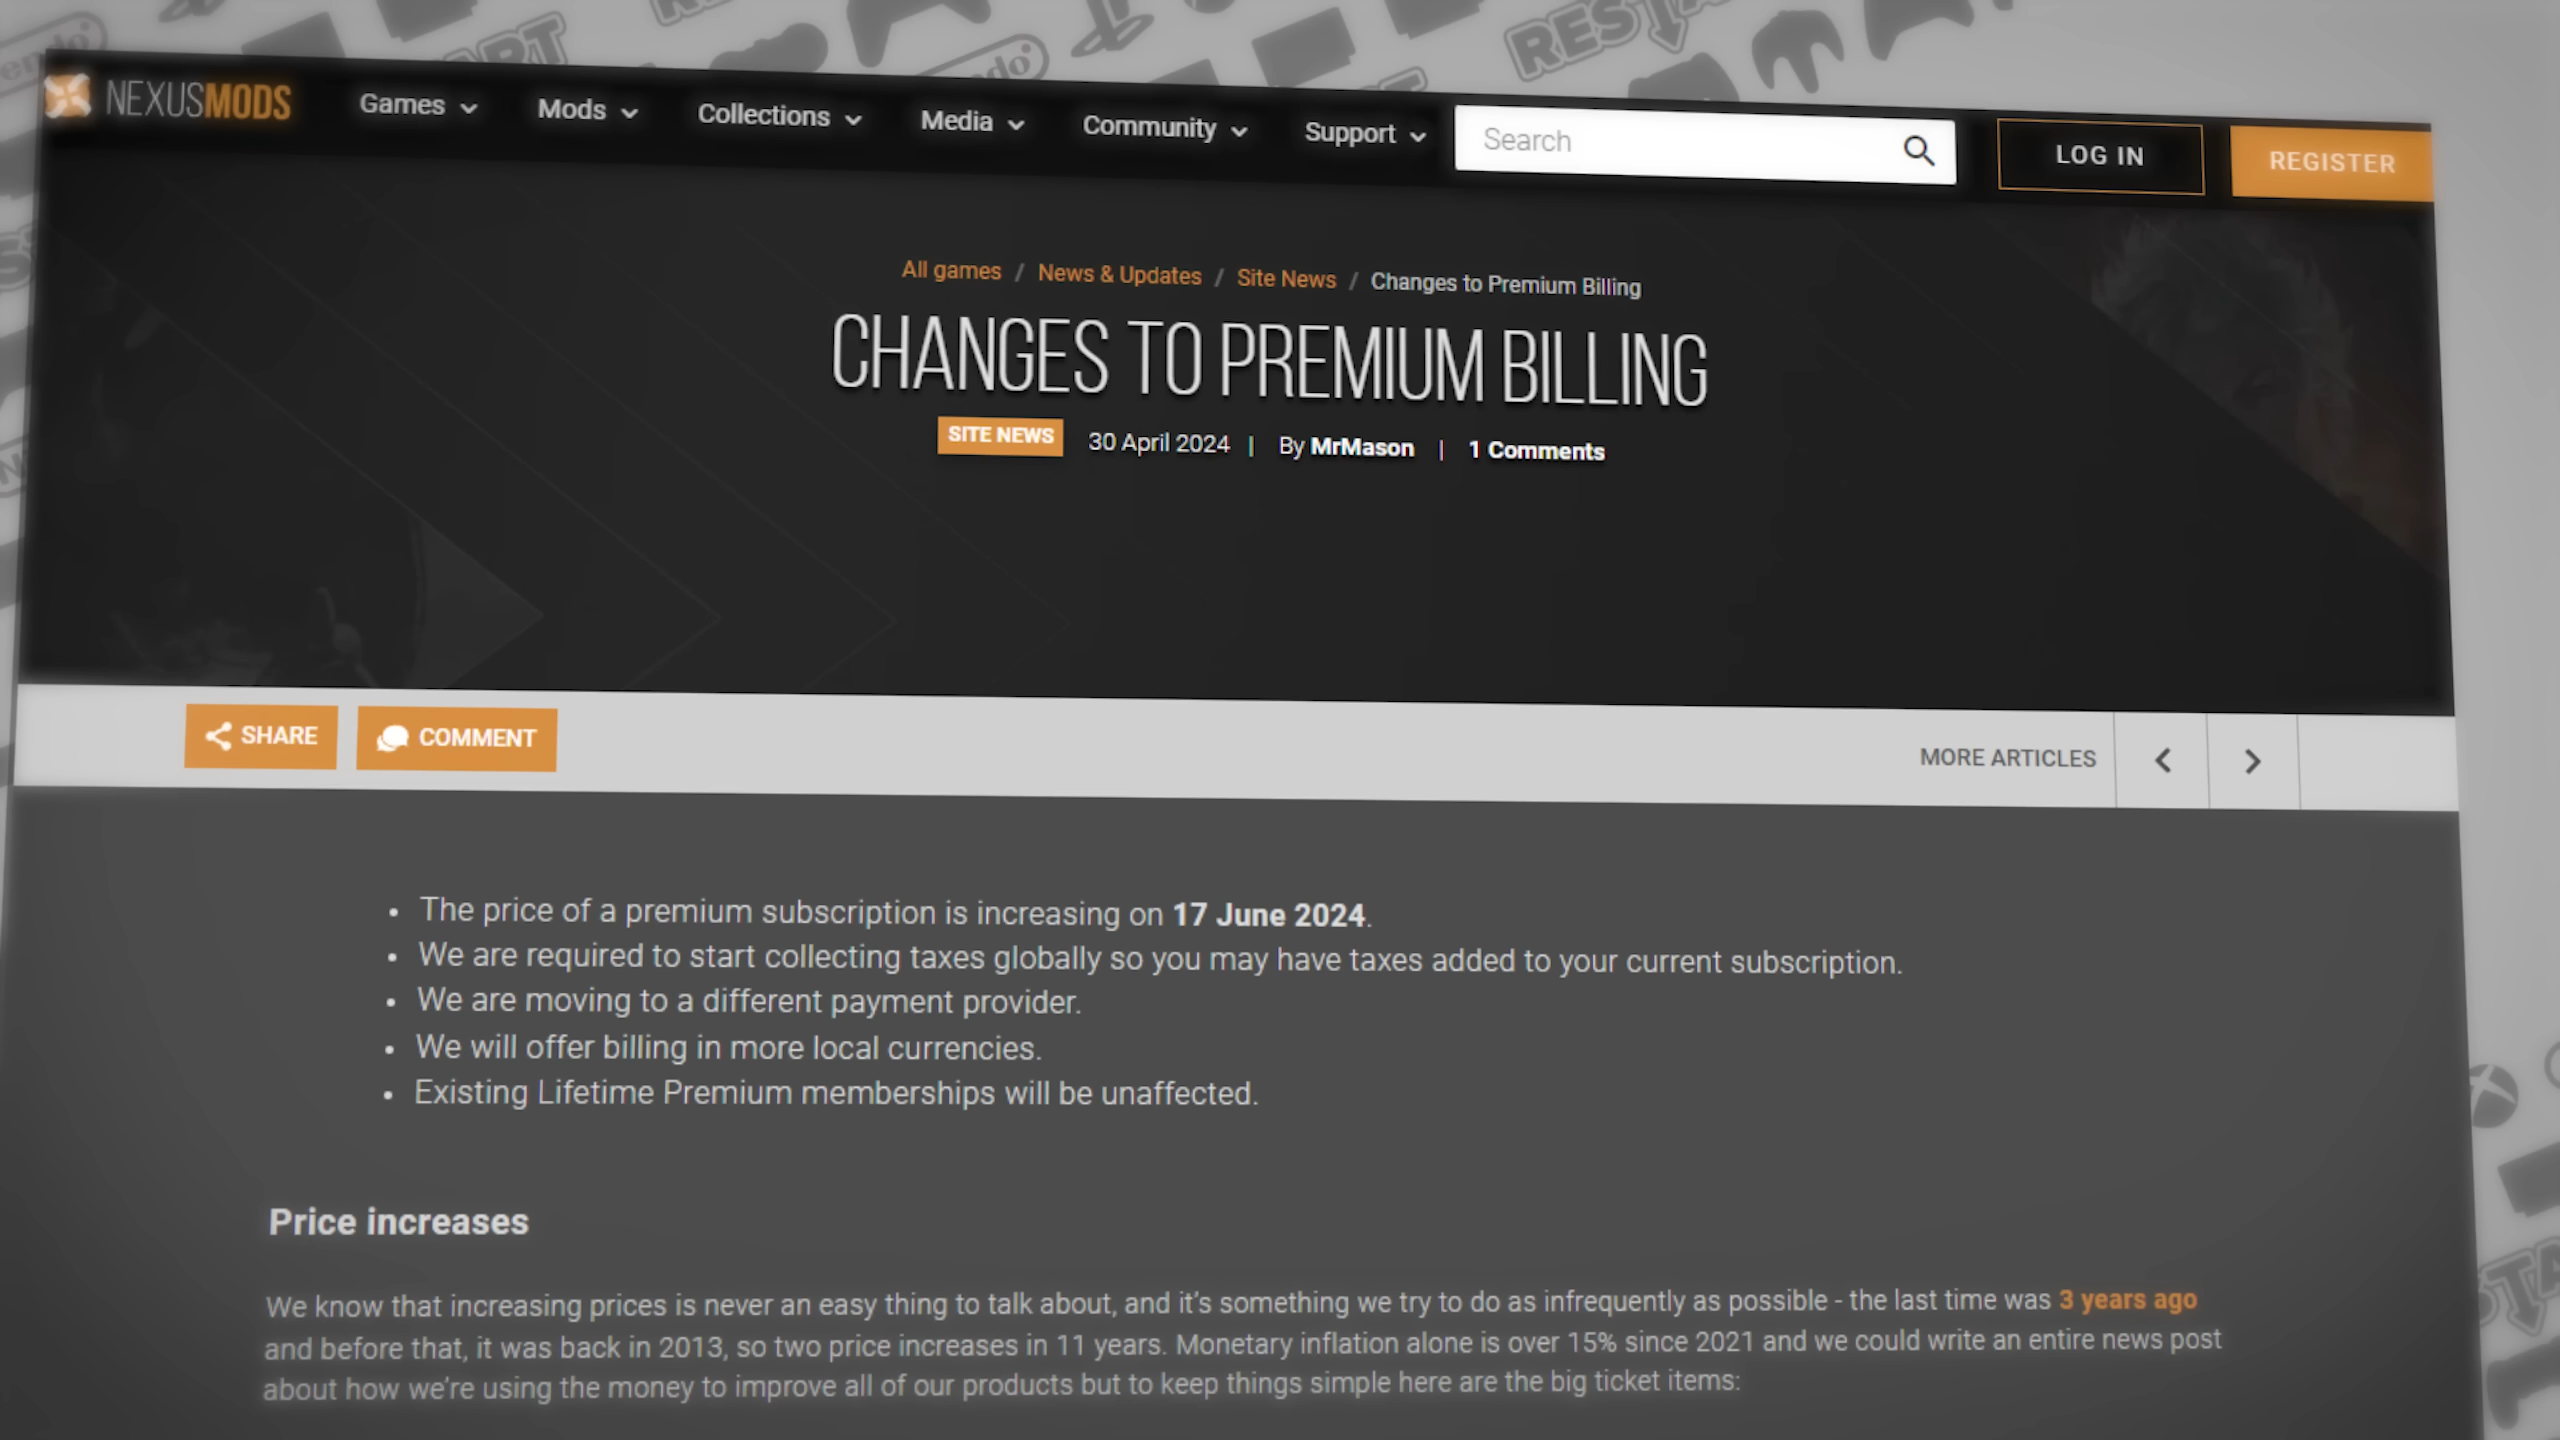 NEXUSMODS
Games
Mods
Collections
Media
Community
Support
Search
LOG IN
REGISTER
All games / News & Updates / Site News / Changes to Premium Billing
CHANGES TO PREMIUM BILLING
SITE NEWS 30 April 2024 | By MrMason | 1 Comments
SHARE
COMMENT
MORE ARTICLES
• The price of a premium subscription is increasing on 17 June 2024.
• We are required to start collecting taxes globally so you may have taxes added to your current subscription.
• We are moving to a different payment provider.
• We will offer billing in more local currencies.
• Existing Lifetime Premium memberships will be unaffected.
Price increases
We know that increasing prices is never an easy thing to talk about, and it's something we try to do as infrequently as possible - the last time was 3 years ago
and before that, it was back in 2013, so two price increases in 11 years. Monetary inflation alone is over 15% since 2021 and we could write an entire news post
about how we're using the money to improve all of our products but to keep things simple here are the big ticket items: